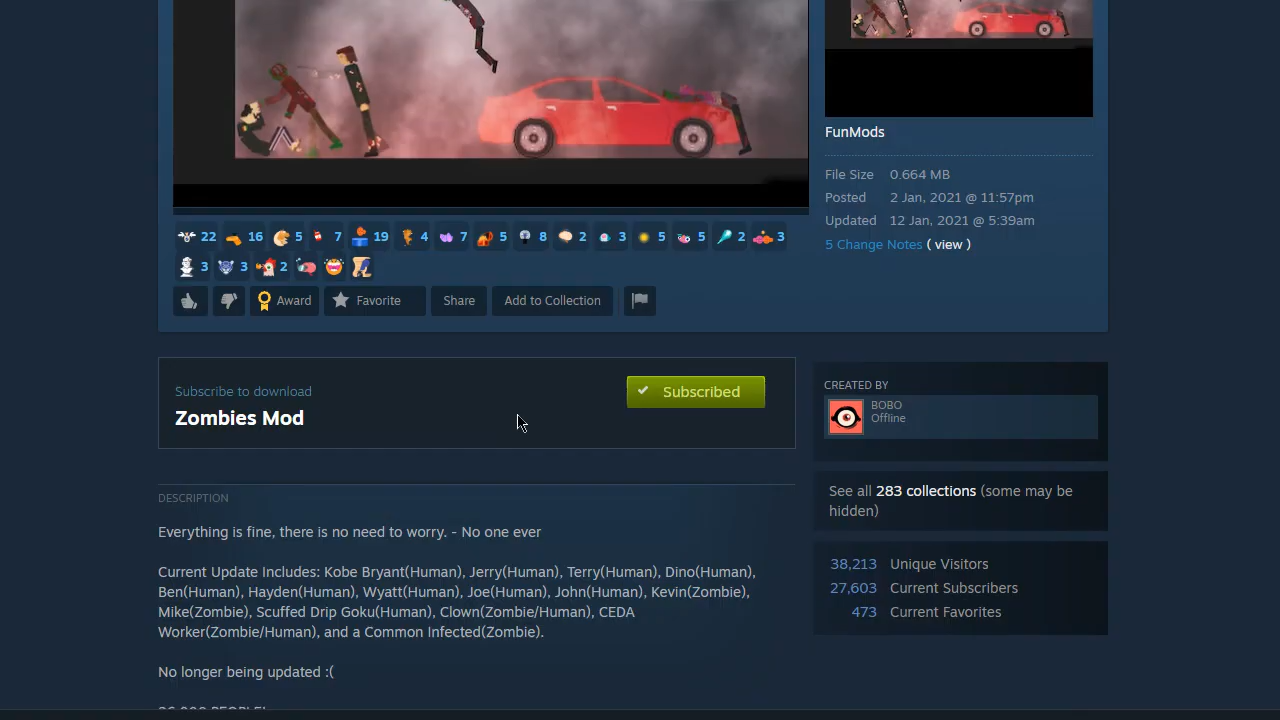 FunMods
File Size 0.664 MB
Posted 2 Jan, 2021 @ 11:57pm
Updated 12 Jan, 2021 @ 5:39am
5 Change Notes ( view )
22 16 5 7 19 4 7 5 8 2 3 5 5 2 3
3 3 2
Award Favorite Share Add to Collection
Subscribe to download
Zombies Mod
Subscribed
CREATED BY
BOBO
Offline
See all 283 collections (some may be
hidden)
38,213 Unique Visitors
27,603 Current Subscribers
473 Current Favorites
DESCRIPTION
Everything is fine, there is no need to worry. - No one ever
Current Update Includes: Kobe Bryant(Human), Jerry(Human), Terry(Human), Dino(Human),
Ben(Human), Hayden(Human), Wyatt(Human), Joe(Human), John(Human), Kevin(Zombie),
Mike(Zombie), Scuffed Drip Goku(Human), Clown(Zombie/Human), CEDA
Worker(Zombie/Human), and a Common Infected(Zombie).
No longer being updated :(